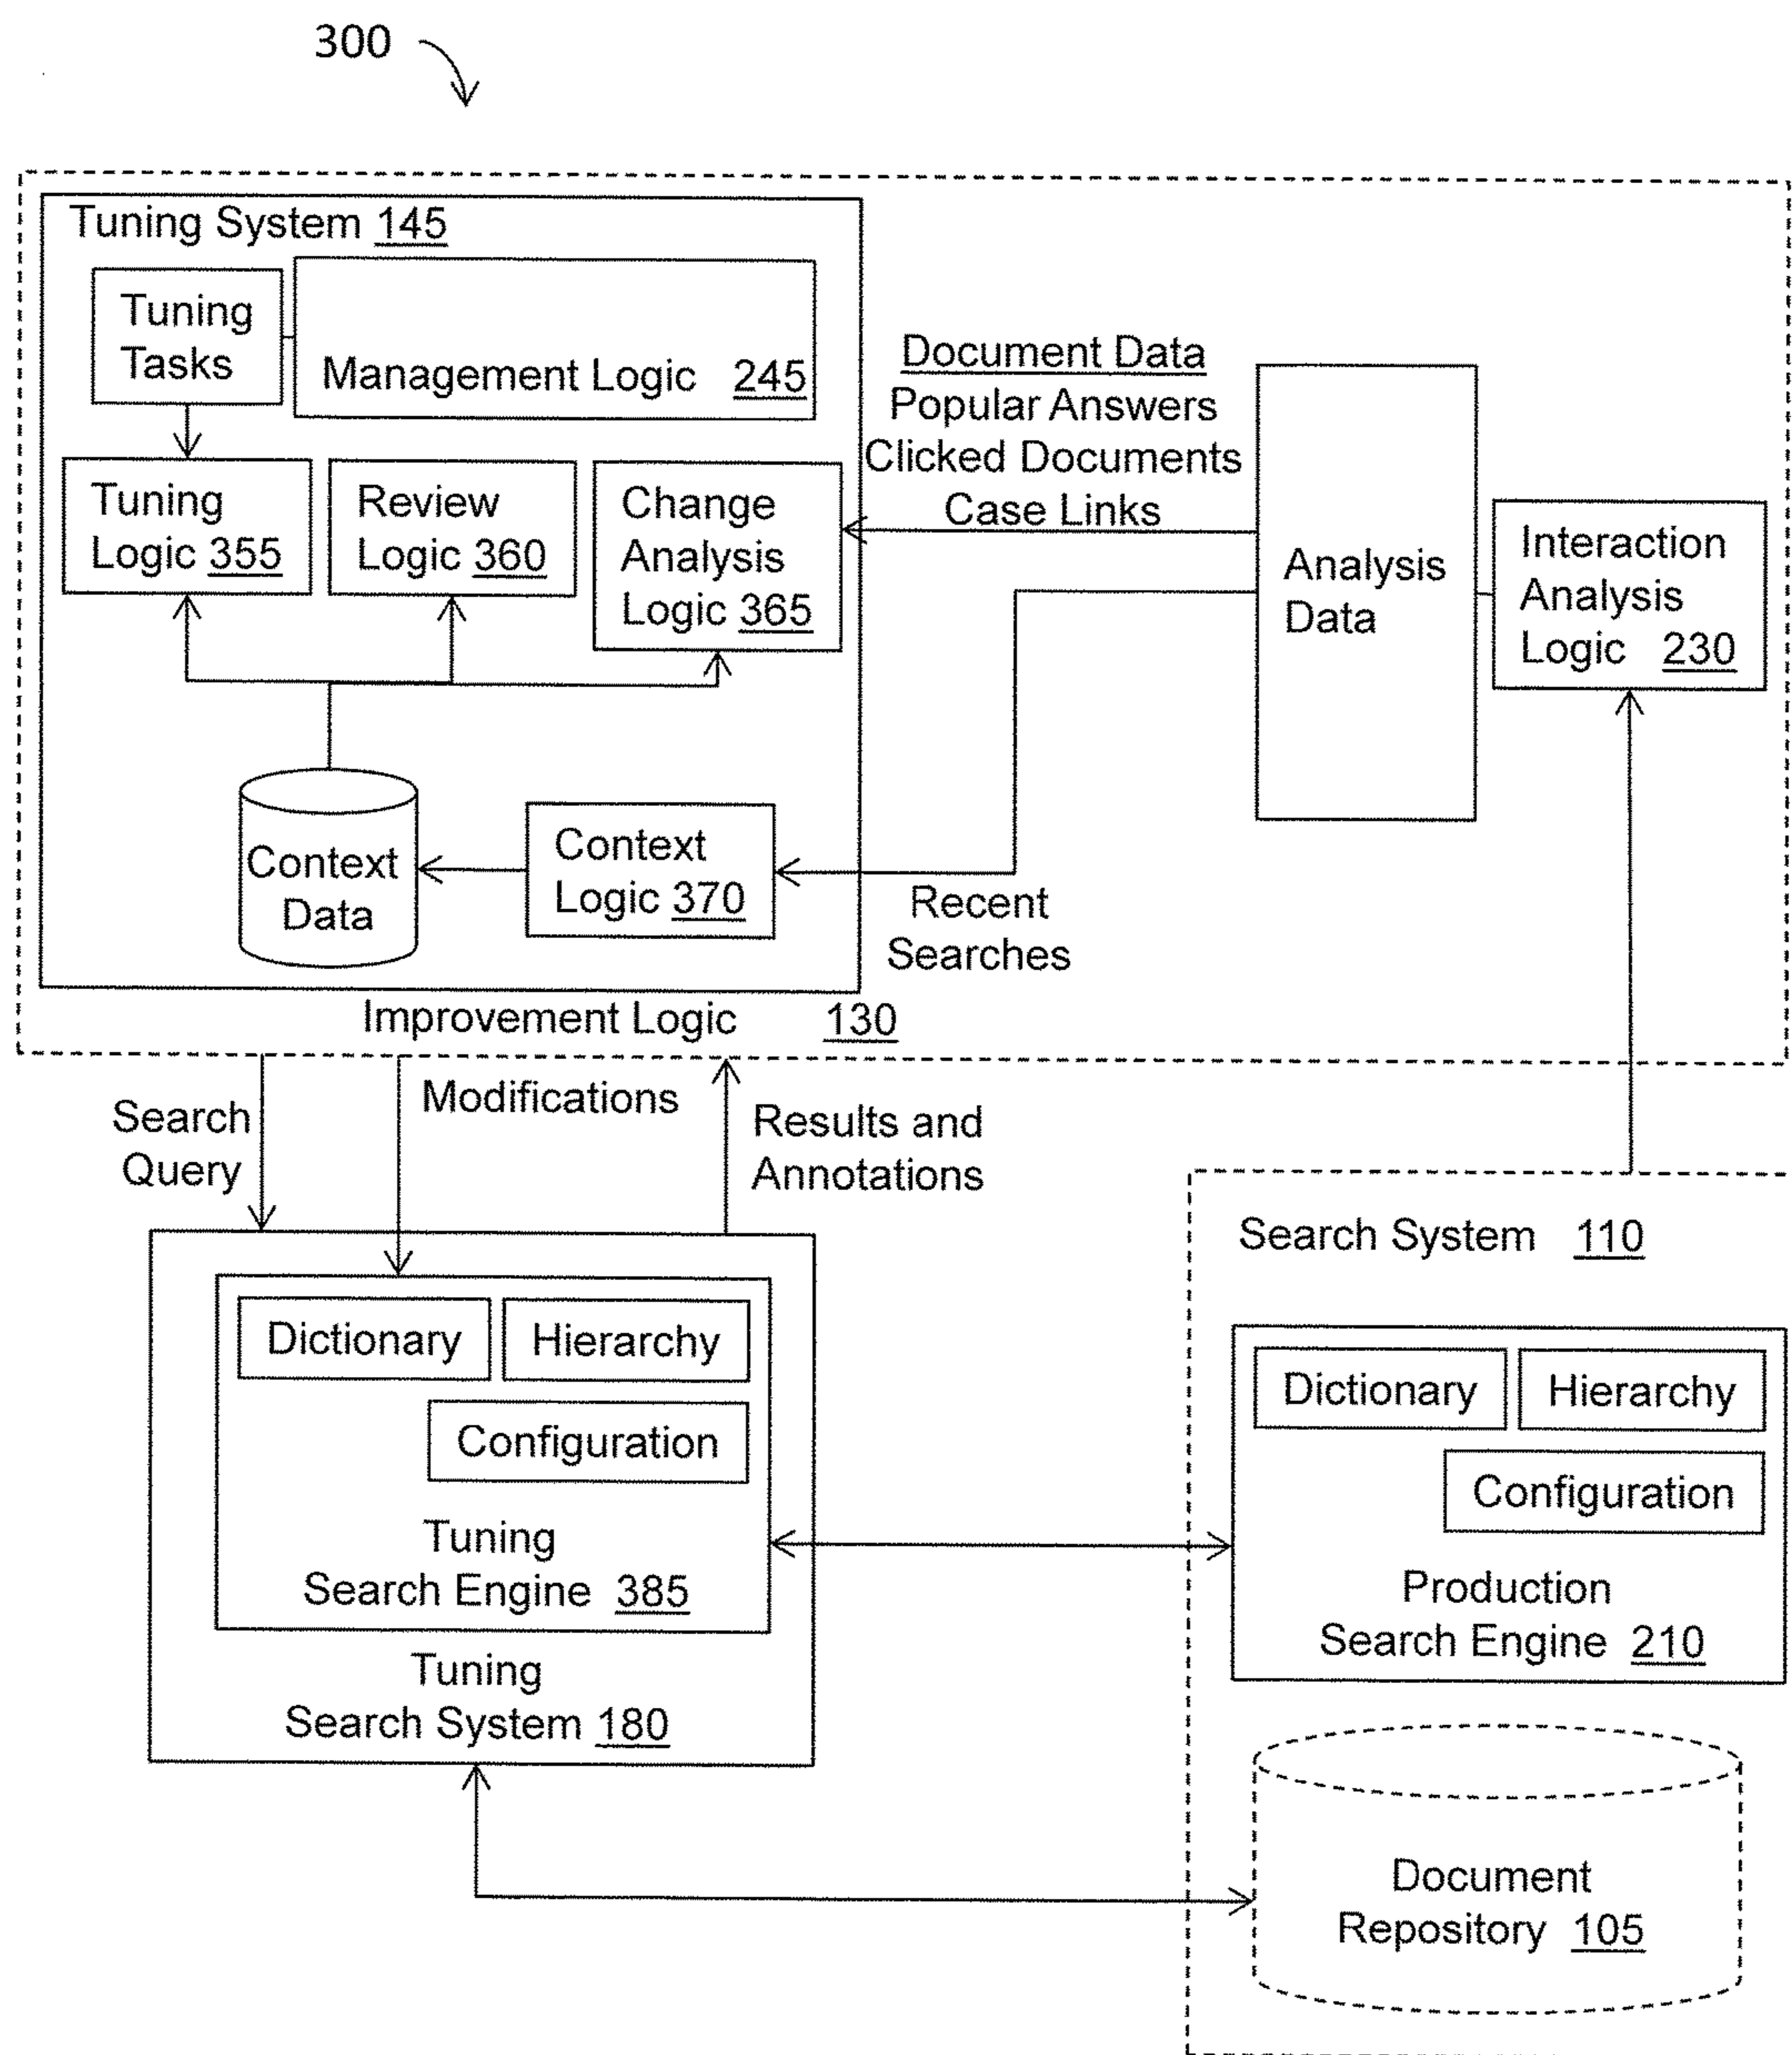 300
Tuning System 145
Tuning
Tasks
Management Logic 245
Tuning
Logic 355
Review
Logic 360
Change
Analysis
Logic 365
Document Data
Popular Answers
Clicked Documents
Case Links
Analysis
Data
Interaction
Analysis
Logic 230
Context
Data
Context
Logic 370
Recent
Searches
Improvement Logic 130
Search
Query
Modifications
Results and
Annotations
Dictionary
Hierarchy
Configuration
Tuning
Search Engine 385
Tuning
Search System 180
Search System 110
Dictionary
Hierarchy
Configuration
Production
Search Engine 210
Document
Repository 105